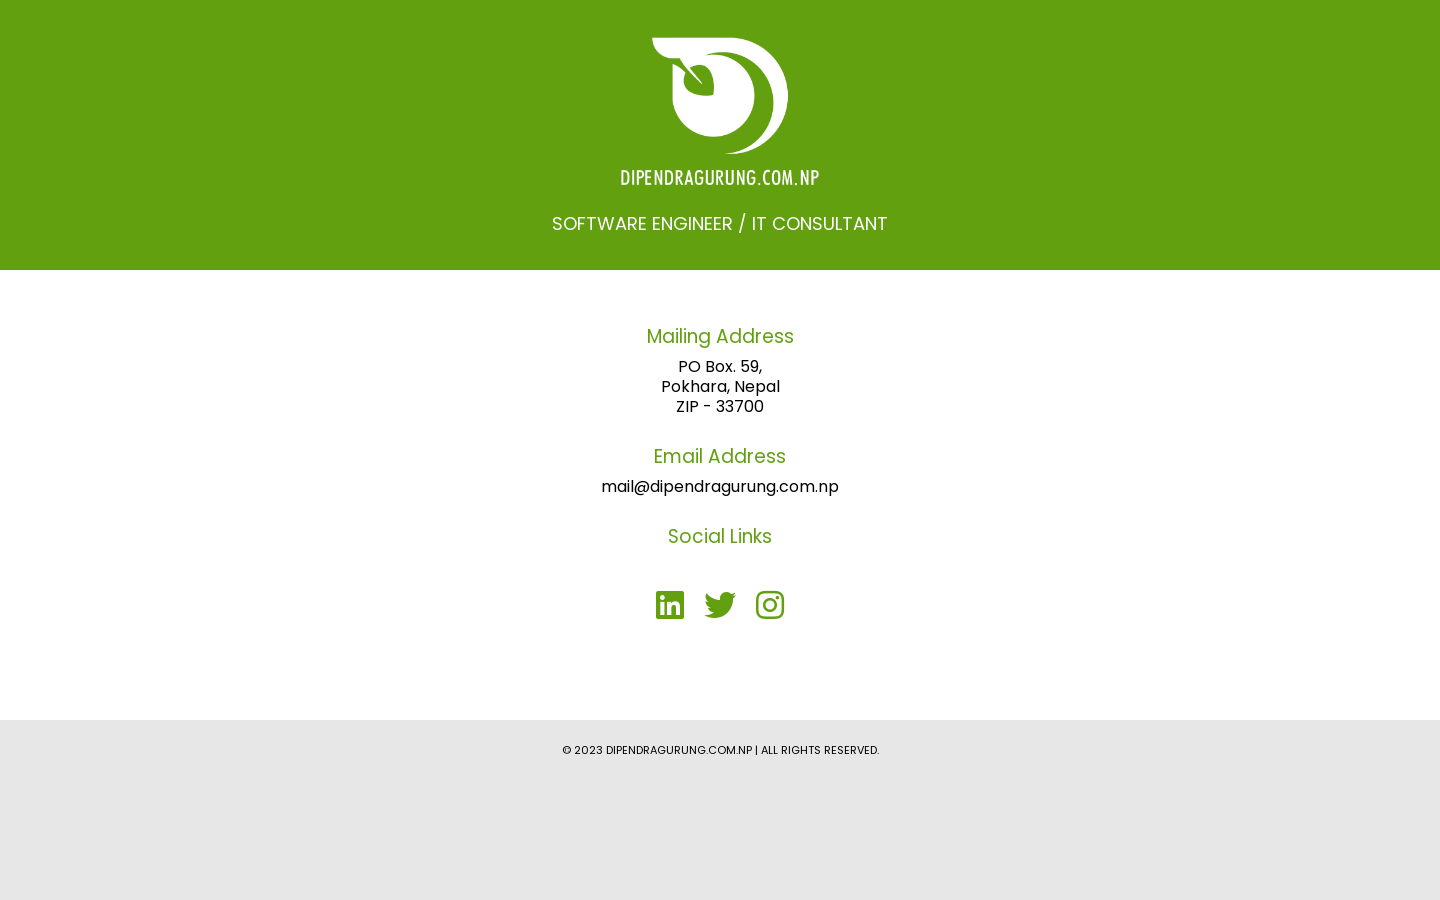 DIPENDRAGURUNG.COM.NP
SOFTWARE ENGINEER / IT CONSULTANT
Mailing Address
PO Box. 59,
Pokhara, Nepal
ZIP - 33700
Email Address
mail@dipendragurung.com.np
Social Links
© 2023 DIPENDRAGURUNG.COM.NP | ALL RIGHTS RESERVED.